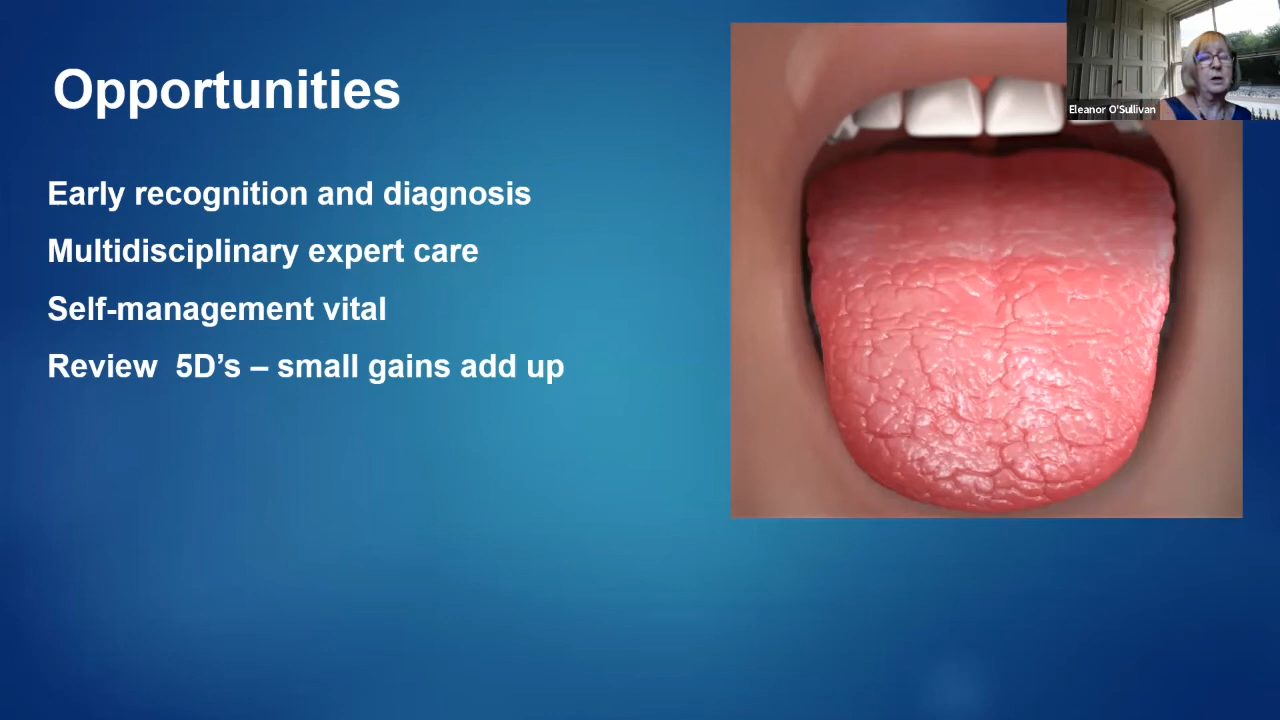 Opportunities
Early recognition and diagnosis
Multidisciplinary expert care
Self-management vital
Review  5D’s – small gains add up
Eleanor O'Sullivan